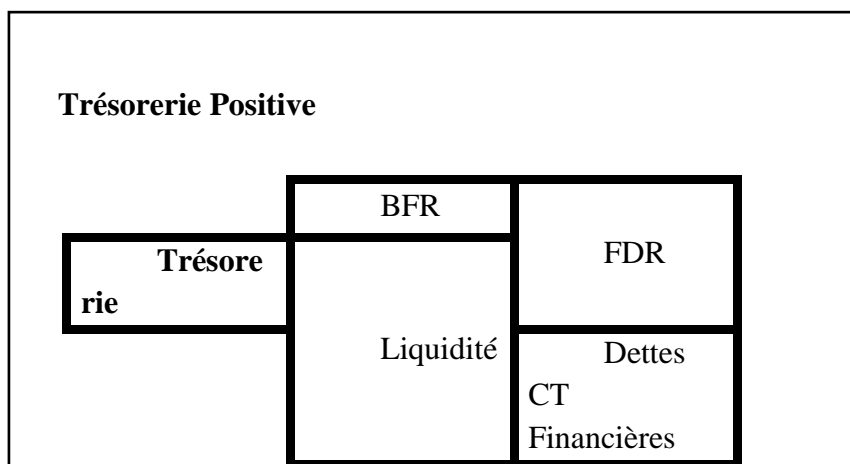 Trésorerie Positive
BFR
FDR
Trésore
rie
Liquidité
Dettes
CT
Financières